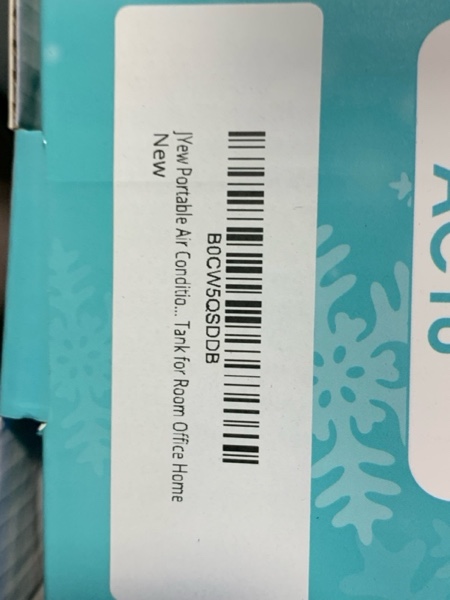 B0CW5QSDDB
JYew Portable Air Conditio... Tank for Room Office Home
New